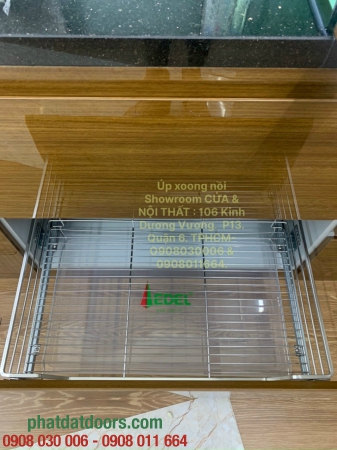 Úp xoong nồi
Showroom CỬA &
NỘI THẤT : 106 Kinh
Dương Vương P13,
Quận 6, TPHCM-
0908030006 &
0908011664.
EDEL
phatdatdoors.com
0908 030 006 - 0908 011 664